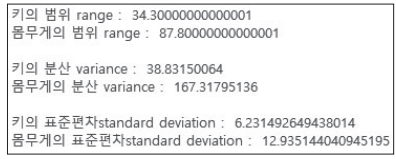 키의 범위 range :  34.30000000000001
몸무게의 범위 range :  87.80000000000001
키의 분산 variance :  38.83150064
몸무게의 분산 variance :  167.31795136
키의 표준편차standard deviation :  6.231492649438014
몸무게의 표준편차standard deviation :  12.935144040945195